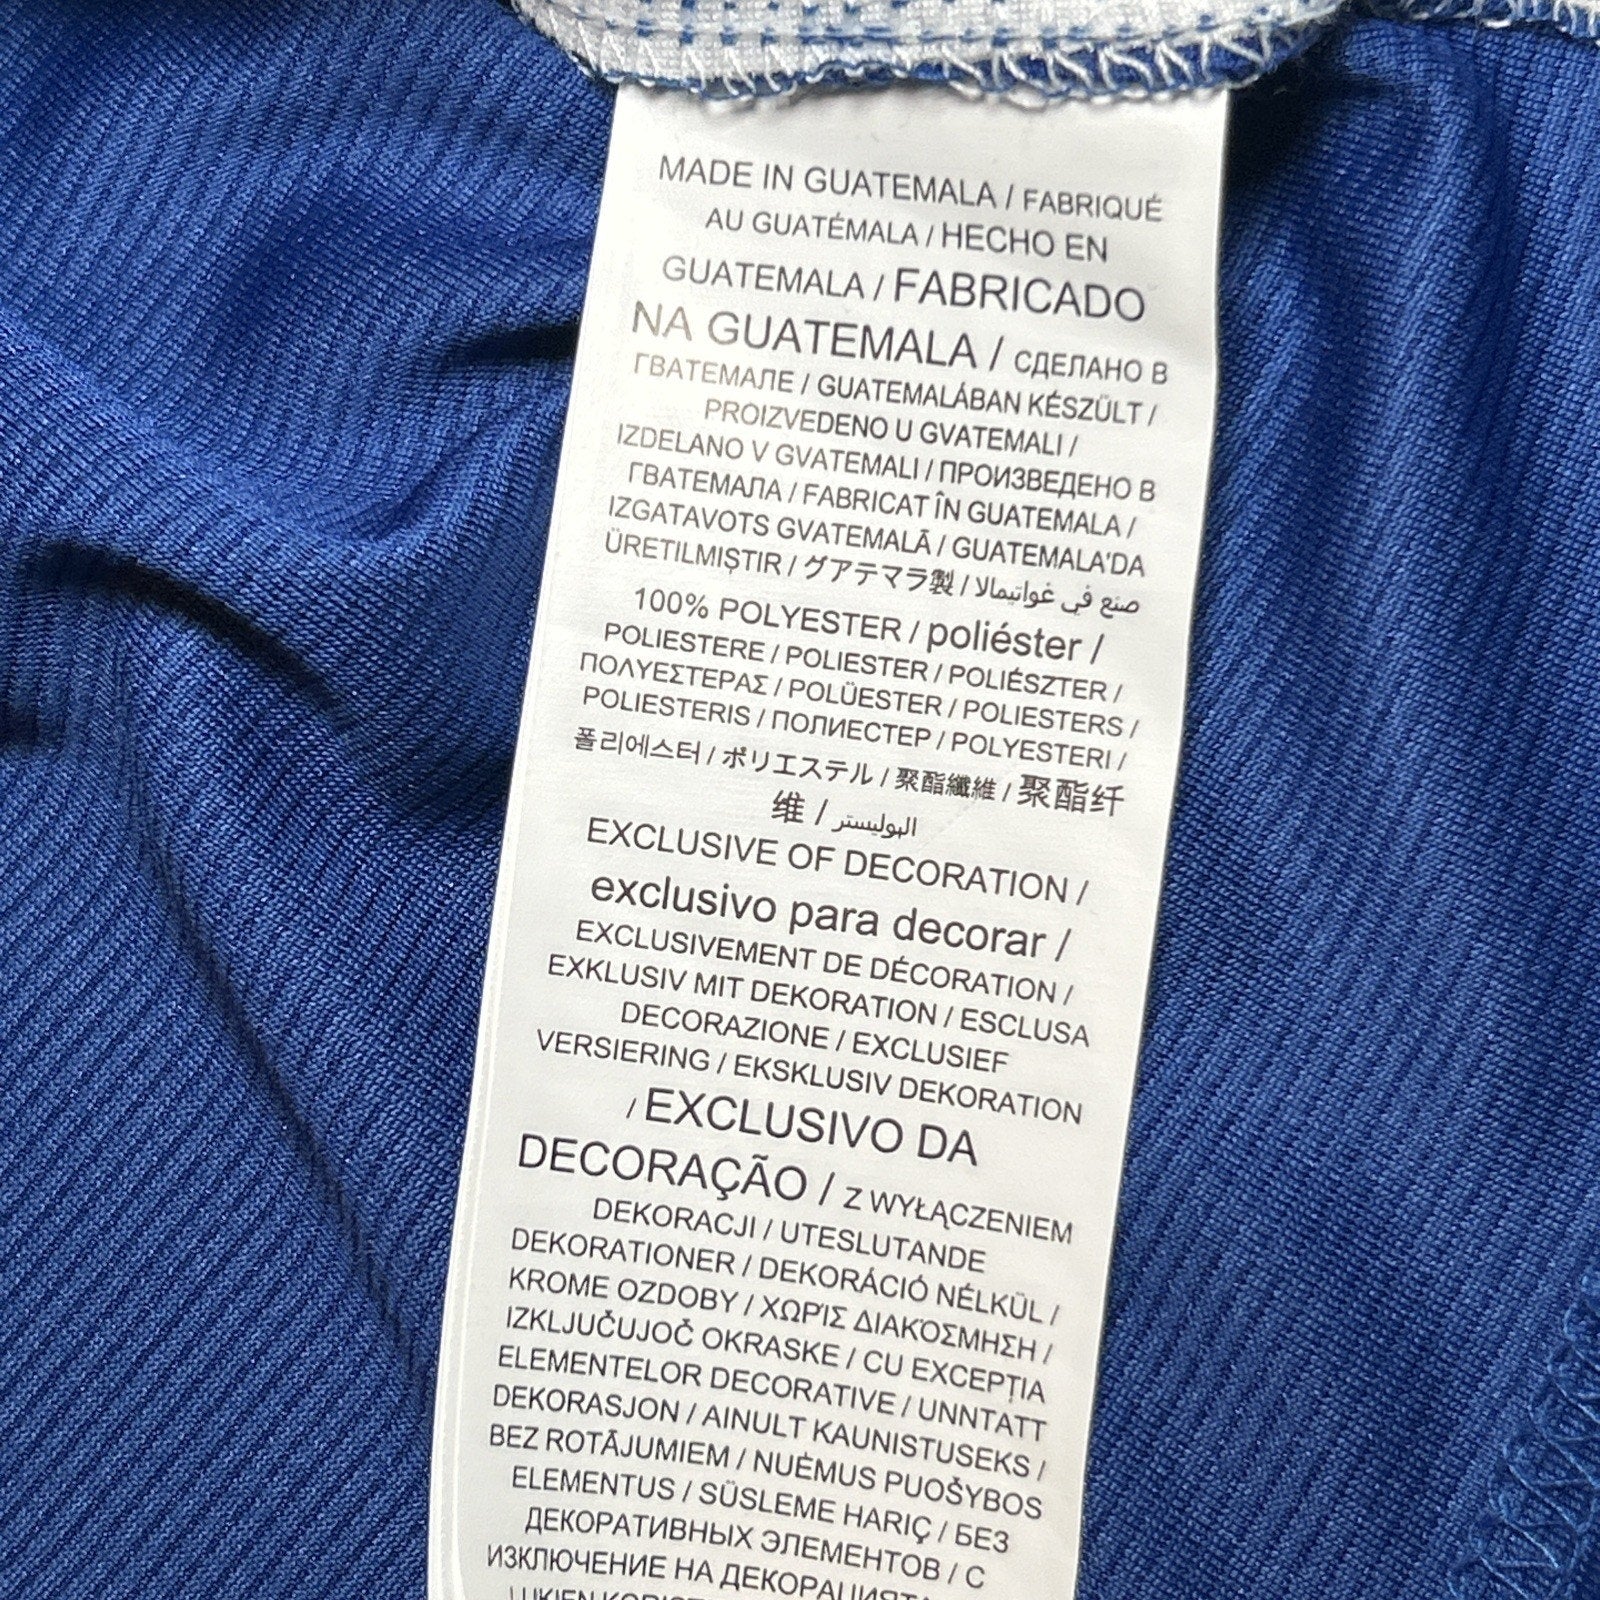 MADE IN GUATEMALA / FABRIQUÉ
AU GUATÉMALA / HECHO EN
GUATEMALA / FABRICADO
NA GUATEMALA / СДЕЛАНО В
ГВАТЕМАЛЕ / GUATEMALÁBAN KÉSZÜLT /
PROIZVEDENO U GVATEMALI /
IZDELANO V GVATEMALI / ПРОИЗВЕДЕНО В
ГВАТЕМАЛА / FABRICAT ÎN GUATEMALA /
IZGATAVOTS GVATEMALĀ / GUATEMALA'DA
ÜRETILMIŞTIR / グアテマラ製 / صنع في غواتيمالا
100% POLYESTER / poliéster /
POLIESTERE / POLIESTER / POLIÉSZTER /
ΠΟΛΥΕΣΤΕΡΑΣ / POLÜESTER / POLIESTERS /
POLIESTERIS / ПОЛИЕСТЕР / POLYESTERI /
폴리에스터 / ポリエステル / 聚酯纖維 / 聚酯纤
维 / البوليستر
EXCLUSIVE OF DECORATION /
exclusivo para decorar /
EXCLUSIVEMENT DE DÉCORATION /
EXKLUSIV MIT DEKORATION / ESCLUSA
DECORAZIONE / EXCLUSIEF
VERSIERING / EKSKLUSIV DEKORATION
/ EXCLUSIVO DA
DECORAÇÃO / Z WYŁĄCZENIEM
DEKORACJI / UTESLUTANDE
DEKORATIONER / DEKORÁCIÓ NÉLKÜL /
KROME OZDOBY / ΧΩΡΊΣ ΔΙΑΚΌΣΜΗΣΗ /
IZKLJUČUJOČ OKRASKE / CU EXCEPȚIA
ELEMENTELOR DECORATIVE / UNNTATT
DEKORASJON / AINULT KAUNISTUSEKS /
BEZ ROTĀJUMIEM / NUĖMUS PUOŠYBOS
ELEMENTUS / SÜSLEME HARIÇ / БЕЗ
ДЕКОРАТИВНЫХ ЭЛЕМЕНТОВ / С
ИЗКЛЮЧЕНИЕ НА